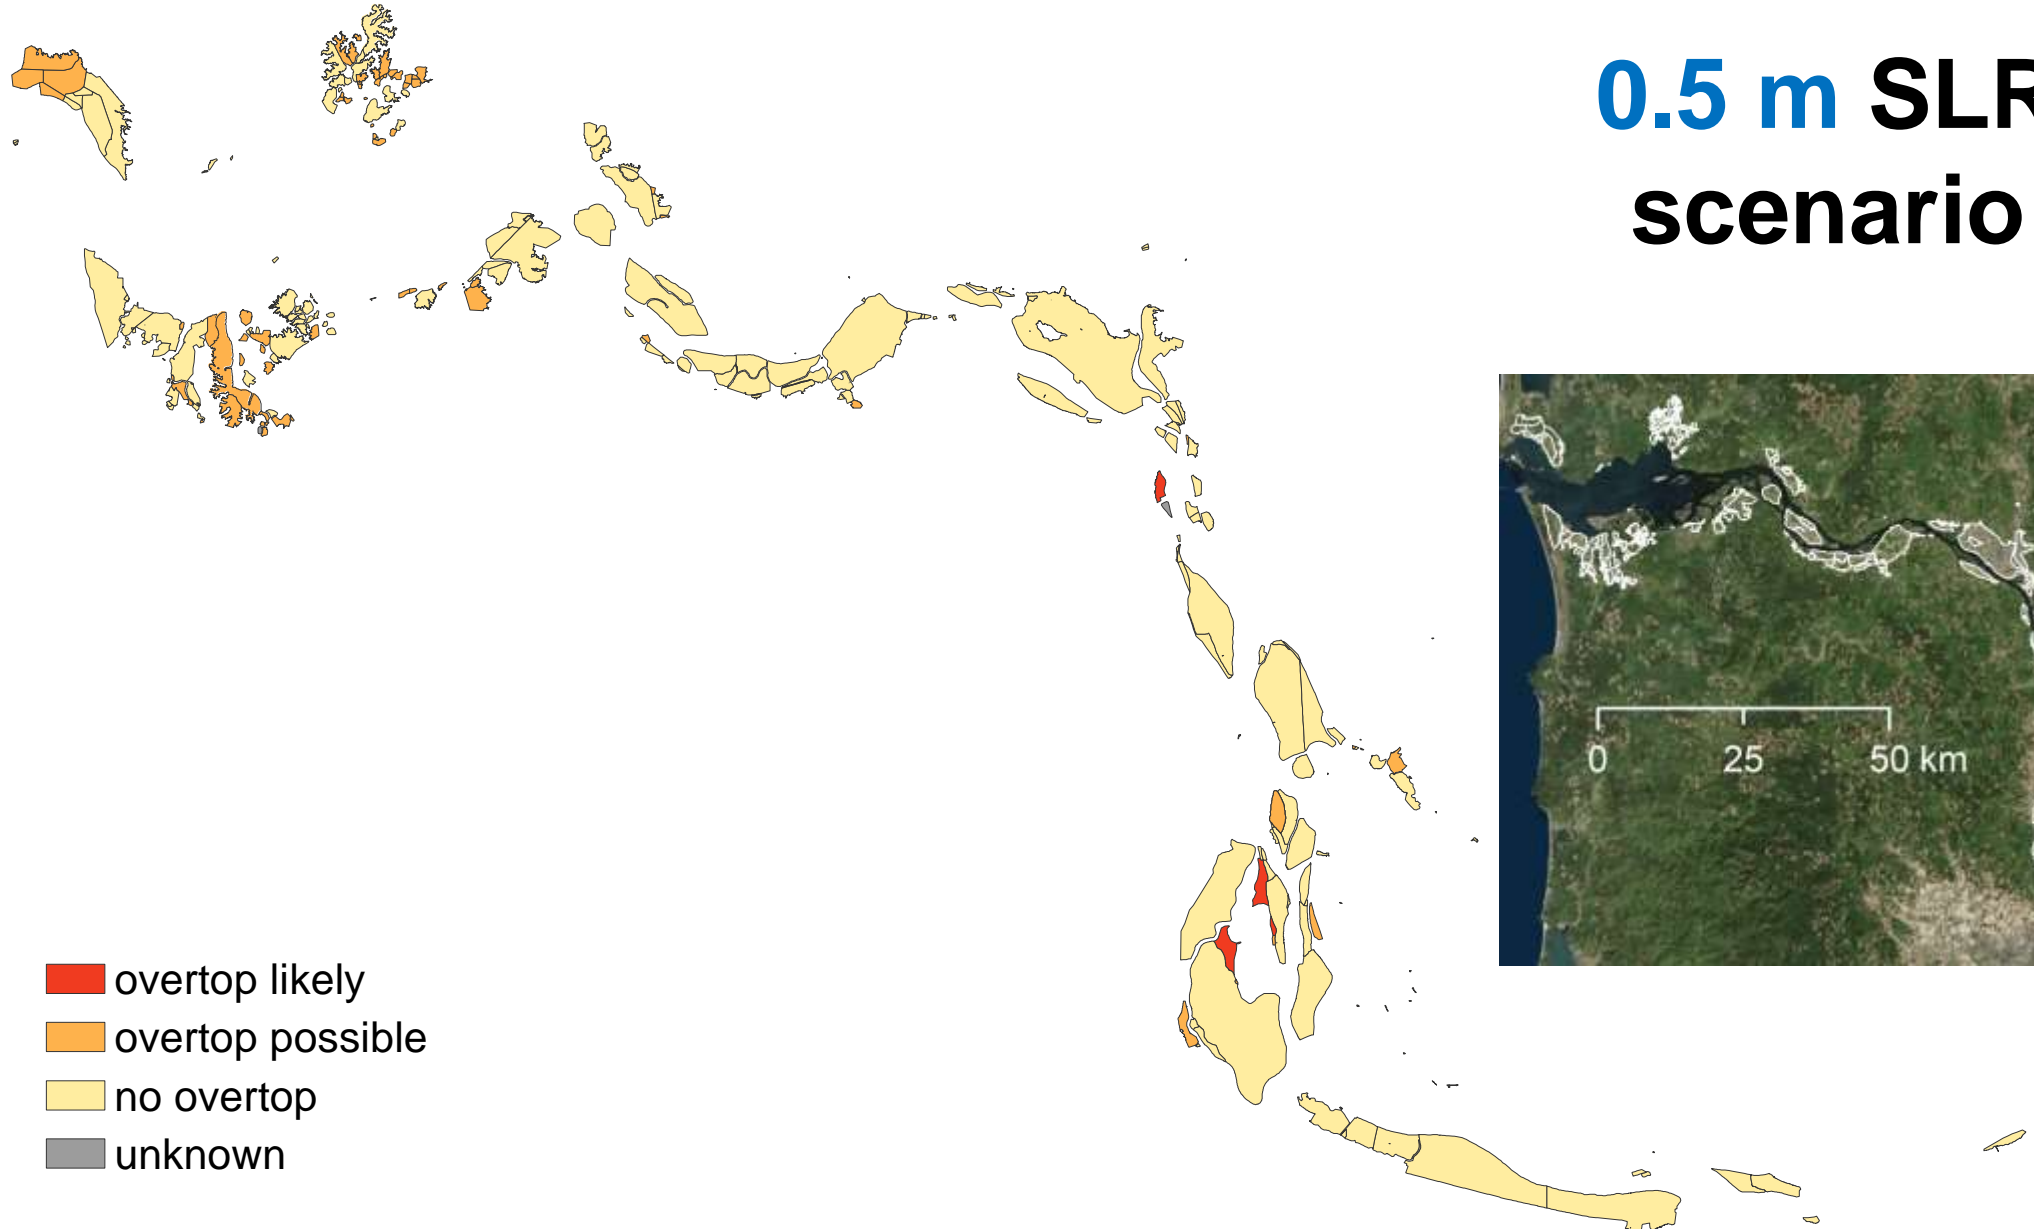 0.5 m SLR
scenario
0 25 50 km
overtop likely
overtop possible
no overtop
unknown